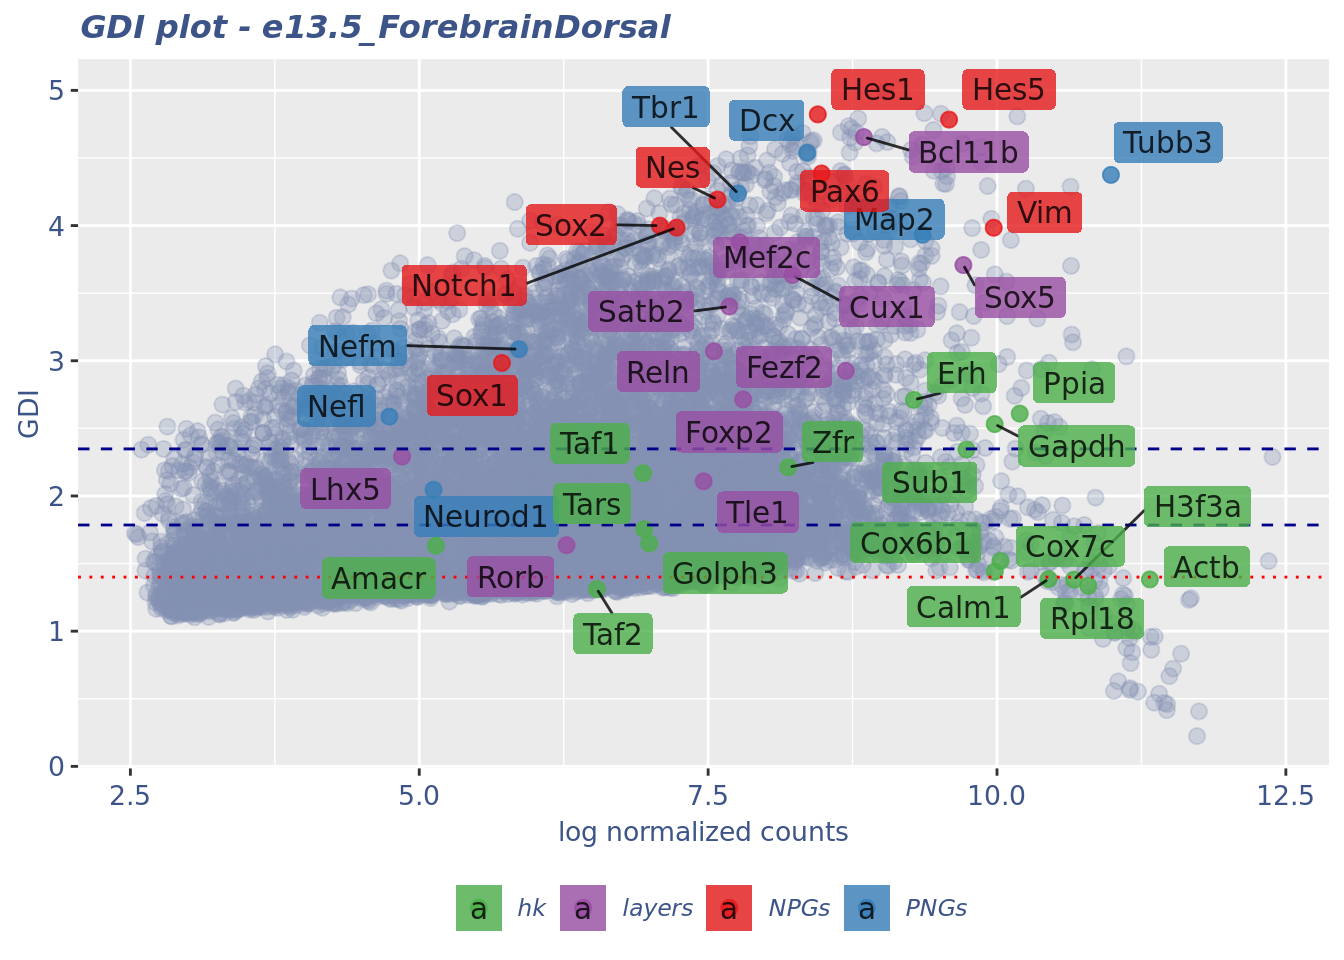 GDI plot - e13.5_ForebrainDorsal
GDI
5
4
3
2
1
0
Hes1
Hes5
Tbr1
Dcx
Tubb3
Bcl11b
Nes
Pax6
Vim
Map2
Sox2
Mef2c
Notch1
Sox5
Cux1
Satb2
Nefm
Reln
Fezf2
Erh
Ppia
Sox1
Nefl
Foxp2
Taf1
Zfr
Gapdh
Lhx5
Sub1
Neurod1
Tars
Tle1
H3f3a
Cox6b1
Cox7c
Actb
Amacr
Rorb
Golph3
Calm1
Rpl18
Taf2
2.5
5.0
7.5
10.0
12.5
log normalized counts
a hk a layers a NPGs a PNGs